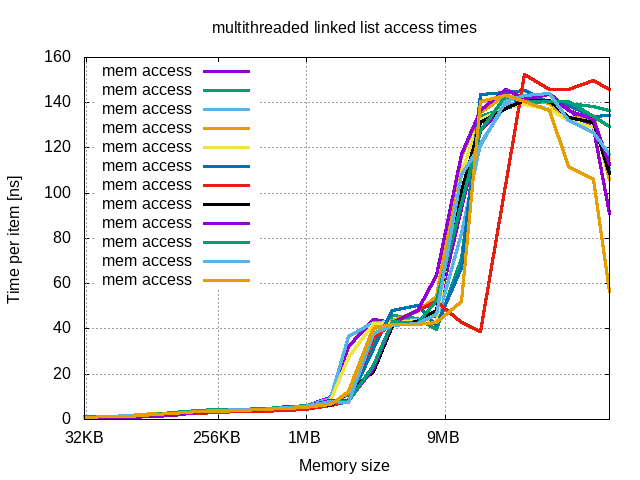 multithreaded linked list access times
160
140
120
100
80
60
40
20
0
Time per item [ns]
mem access
mem access
mem access
mem access
mem access
mem access
mem access
mem access
mem access
mem access
mem access
32KB 256KB 1MB 9MB
Memory size